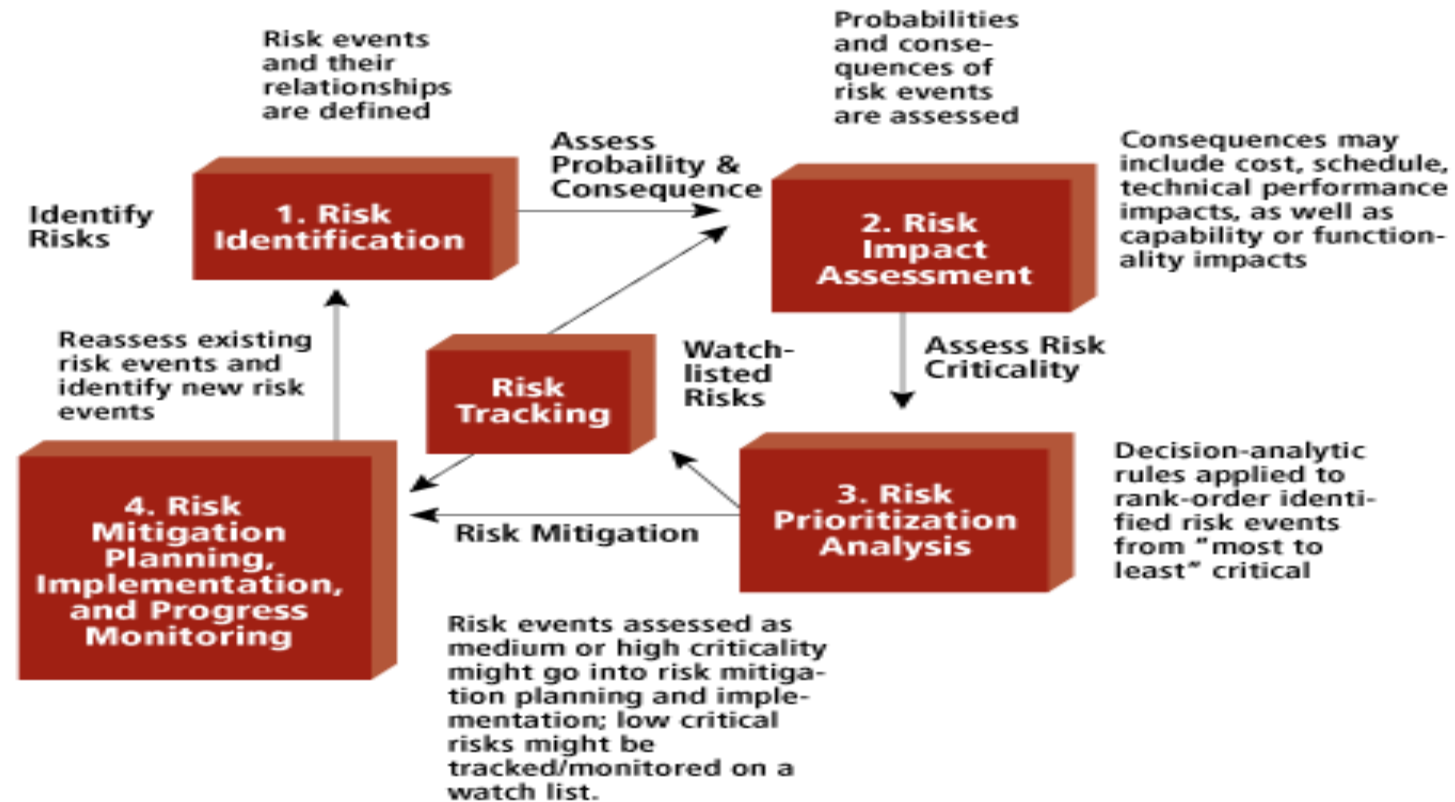 Risk events
and their
relationships
are defined
Probabilities
and conse-
quences of
risk events
are assessed
Assess
Probaility &
Consequence
Consequences may
include cost, schedule,
technical performance
impacts, as well as
capability or function-
ality impacts
Identify
Risks
1. Risk
Identification
2. Risk
Impact
Assessment
Reassess existing
risk events and
identify new risk
events
Risk
Tracking
Watch-
listed
Risks
Assess Risk
Criticality
4. Risk
Mitigation
Planning,
Implementation,
and Progress
Monitoring
Risk Mitigation
3. Risk
Prioritization
Analysis
Decision-analytic
rules applied to
rank-order identi-
fied risk events
from “most to
least” critical
Risk events assessed as
medium or high criticality
might go into risk mitiga-
tion planning and imple-
mentation; low critical
risks might be
tracked/monitored on a
watch list.